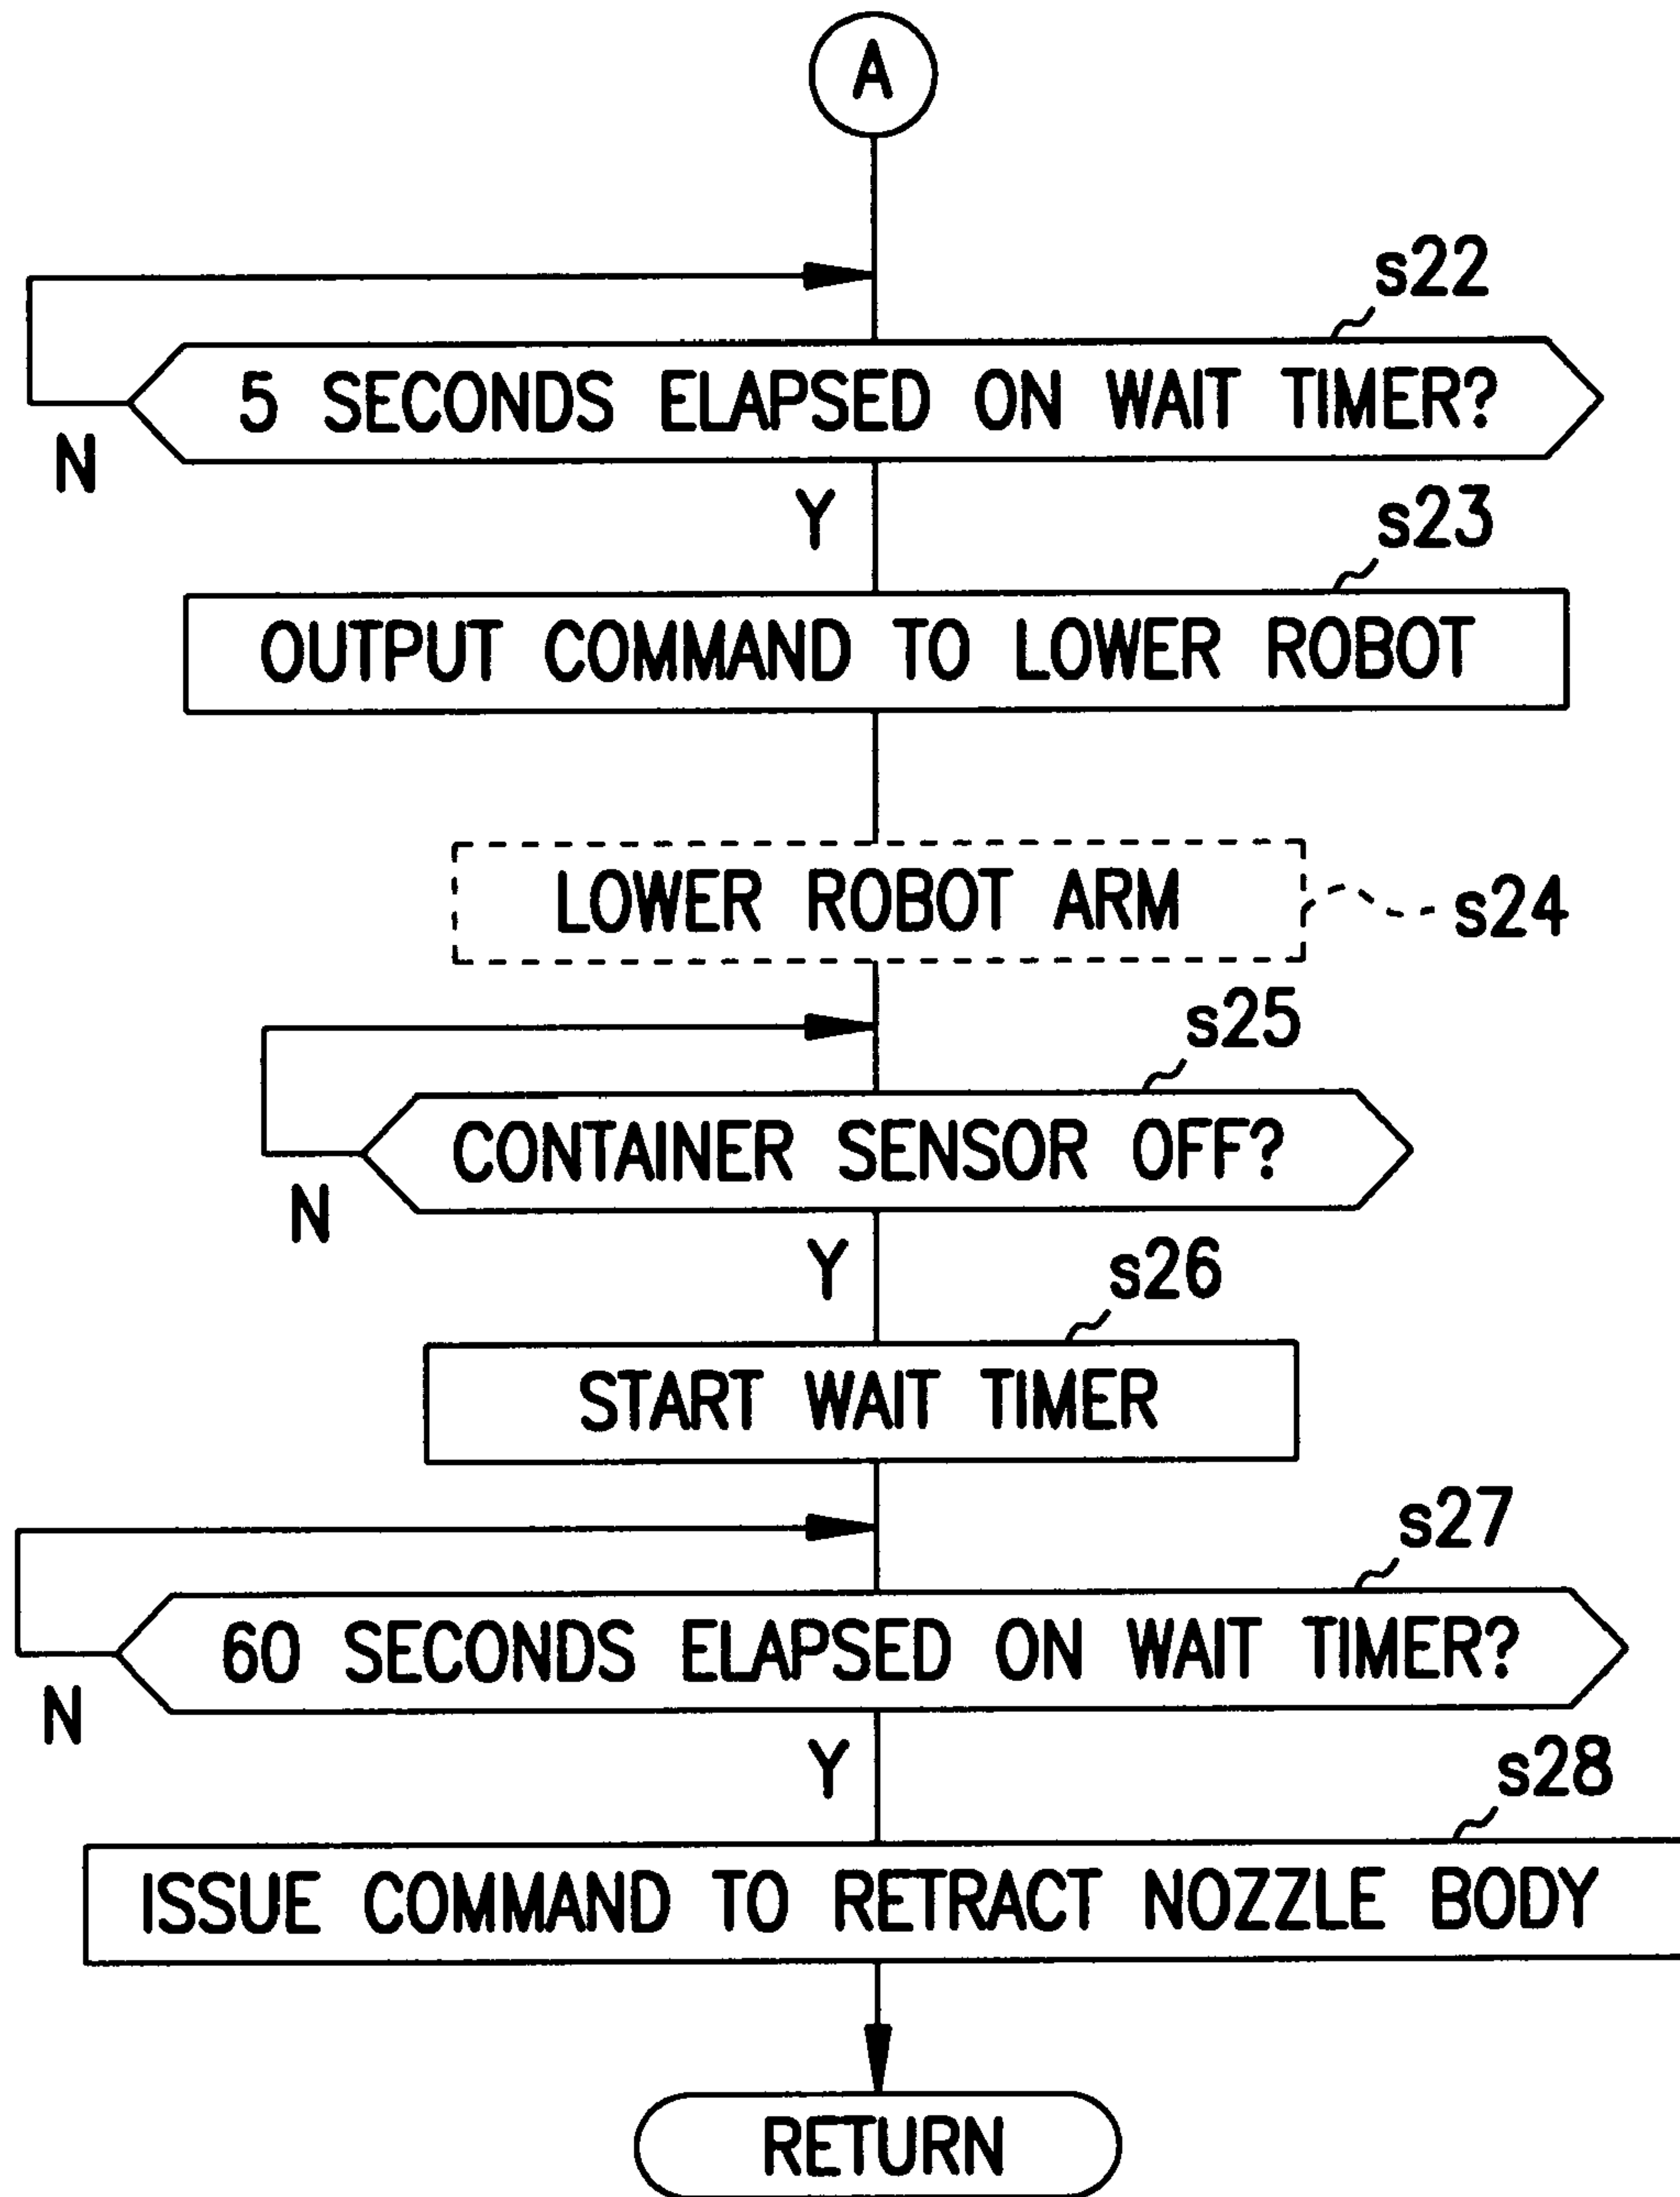 A
s22
5 SECONDS ELAPSED ON WAIT TIMER?
N
Y
s23
OUTPUT COMMAND TO LOWER ROBOT
LOWER ROBOT ARM
s24
s25
CONTAINER SENSOR OFF?
N
Y
s26
START WAIT TIMER
s27
60 SECONDS ELAPSED ON WAIT TIMER?
N
Y
s28
ISSUE COMMAND TO RETRACT NOZZLE BODY
RETURN